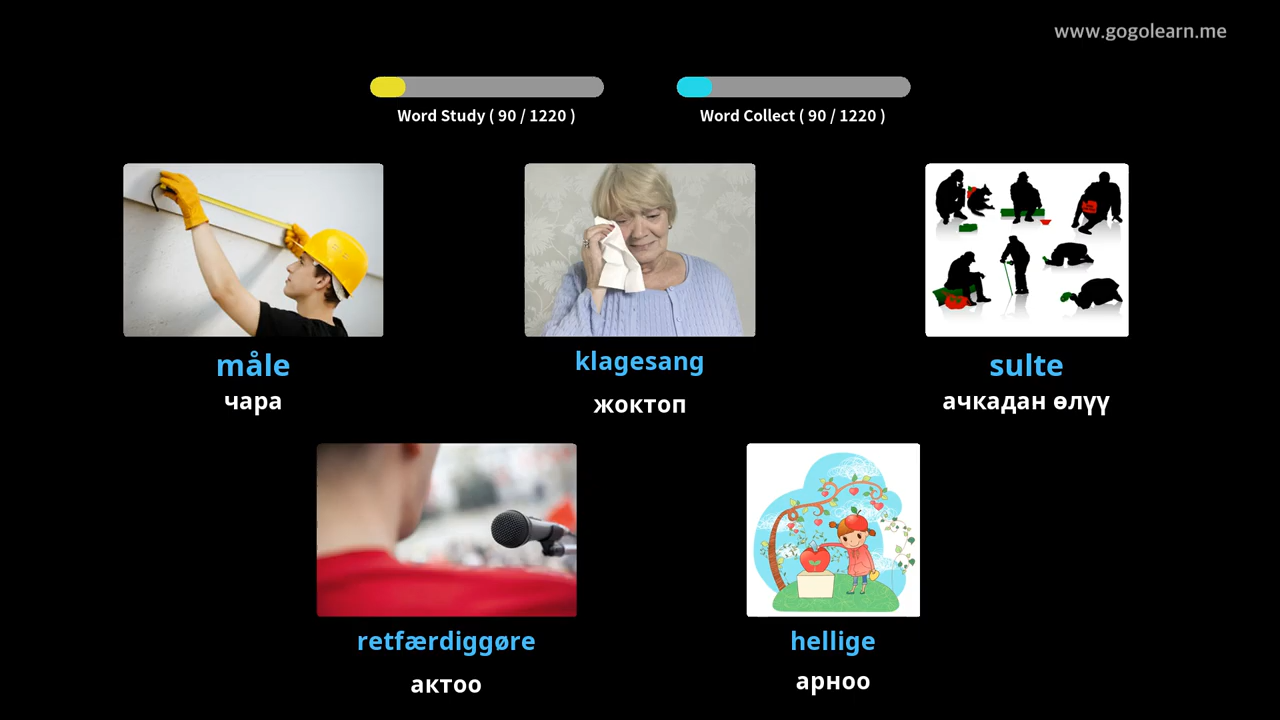 www.gogolearn.me
Word Study ( 90 / 1220 )
Word Collect ( 90 / 1220 )
måle
чара
klagesang
жоктоп
sulte
ачкадан өлүү
retfærdiggøre
актоо
hellige
арноо